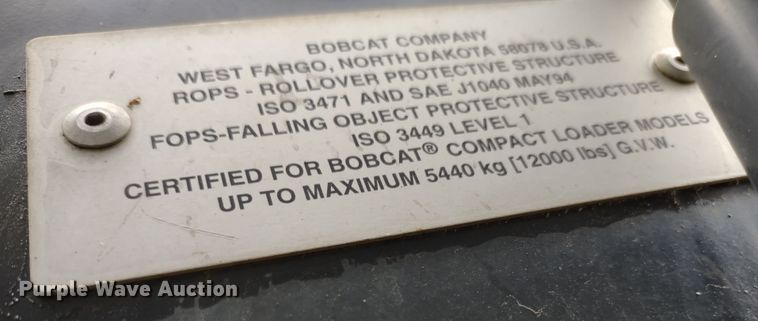 BOBCAT COMPANY
WEST FARGO, NORTH DAKOTA 58078 U.S.A.
ROPS - ROLLOVER PROTECTIVE STRUCTURE
ISO 3471 AND SAE J1040 MAY94
FOPS-FALLING OBJECT PROTECTIVE STRUCTURE
ISO 3449 LEVEL 1
CERTIFIED FOR BOBCAT® COMPACT LOADER MODELS
UP TO MAXIMUM 5440 kg [12000 lbs] G.V.W.
Purple Wave Auction